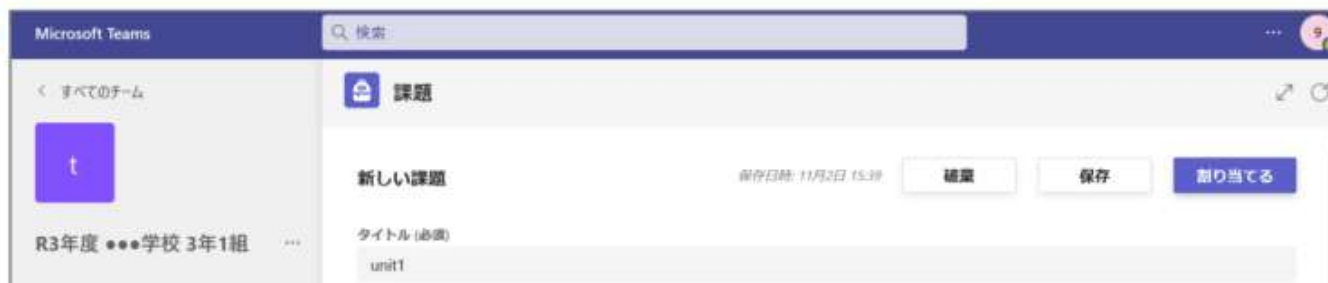 Microsoft Teams
検索
…
9
< すべてのチーム
課題
t
新しい課題
保存日時: 11月2日 15:39
破棄
保存
割り当てる
R3年度 ●●●学校 3年1組 …
タイトル (必須)
unit1